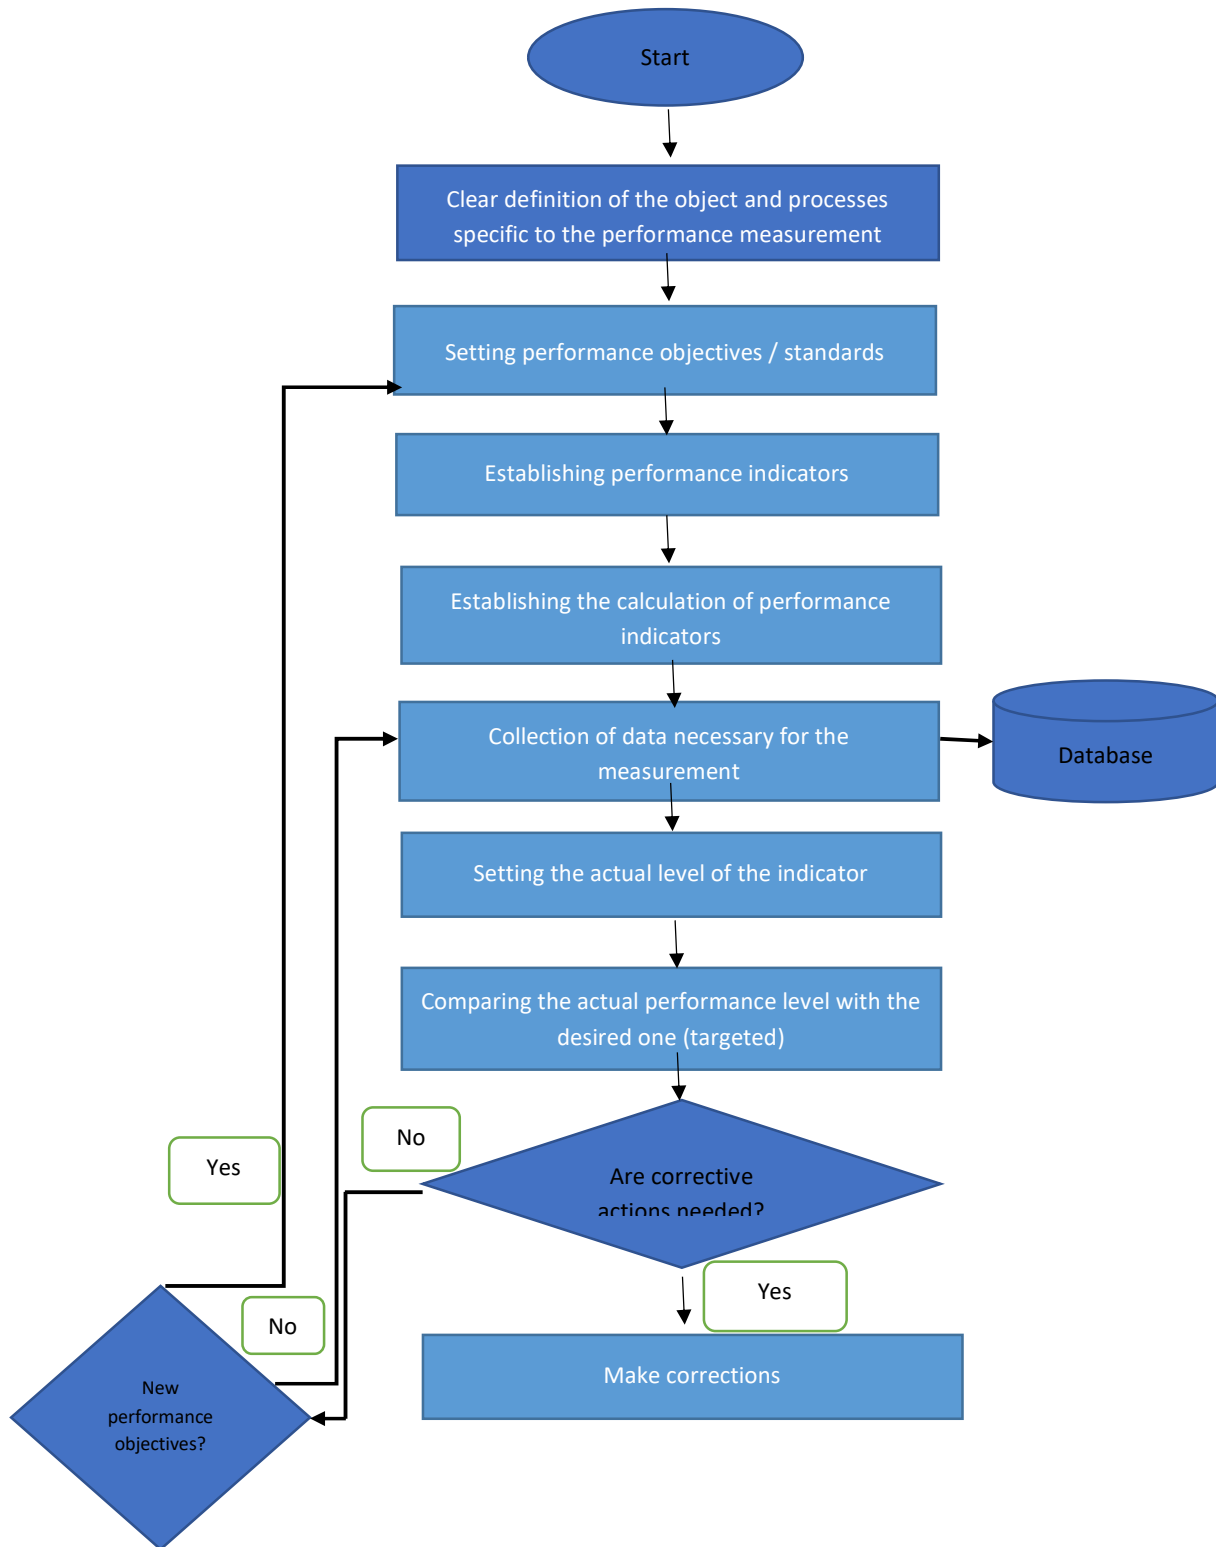 Start
Clear definition of the object and processes
specific to the performance measurement
Setting performance objectives / standards
Establishing performance indicators
Establishing the calculation of performance
indicators
Collection of data necessary for the
measurement
Database
Setting the actual level of the indicator
Comparing the actual performance level with the
desired one (targeted)
No
Yes
Are corrective
actions needed?
Yes
No
Make corrections
New
performance
objectives?